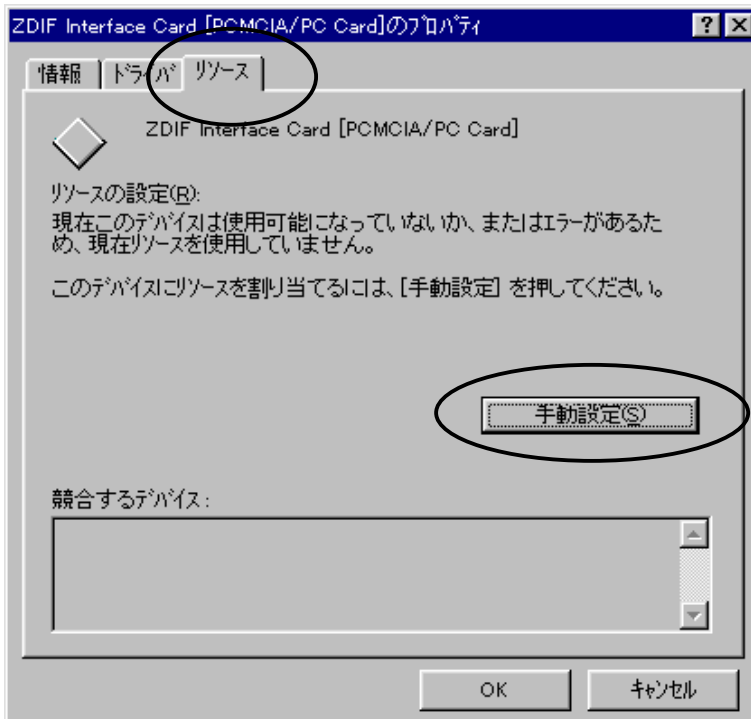 ZDIF Interface Card [PCMCIA/PC Card]のﾌﾟﾛﾊﾟﾃｨ
情報 ﾄﾞﾗｲﾊﾞ リソース
ZDIF Interface Card [PCMCIA/PC Card]
リソースの設定(R):
現在このデバイスは使用可能になっていないか、またはエラーがあるた
め、現在リソースを使用していません。
このデバイスにリソースを割り当てるには、[手動設定] を押してください。
手動設定(S)
競合するデバイス:
OK ｷｬﾝｾﾙ